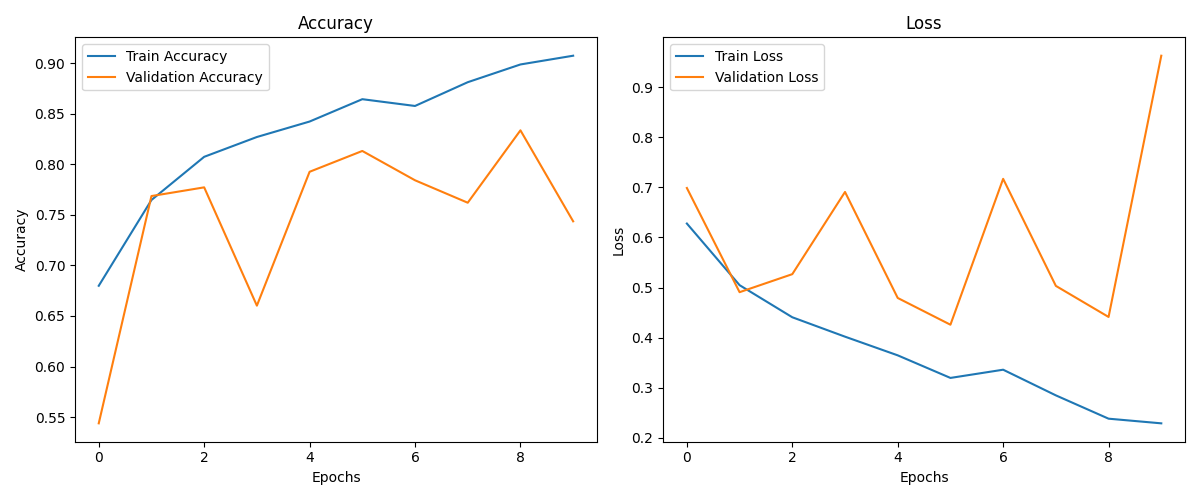 Accuracy
Train Accuracy
Validation Accuracy
0.90
0.85
0.80
0.75
0.70
0.65
0.60
0.55
Accuracy
0 2 4 6 8
Epochs
Loss
Train Loss
Validation Loss
0.9
0.8
0.7
0.6
0.5
0.4
0.3
0.2
Loss
0 2 4 6 8
Epochs